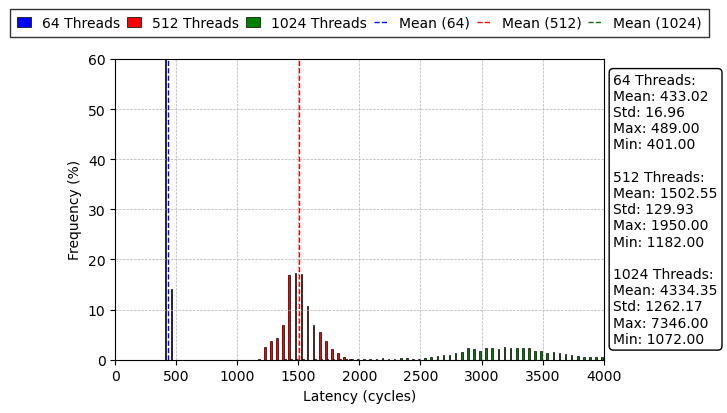 64 Threads 512 Threads 1024 Threads Mean (64) Mean (512) Mean (1024)
60
50
40
30
20
10
0
Frequency (%)
0 500 1000 1500 2000 2500 3000 3500 4000
Latency (cycles)
64 Threads:
Mean: 433.02
Std: 16.96
Max: 489.00
Min: 401.00
512 Threads:
Mean: 1502.55
Std: 129.93
Max: 1950.00
Min: 1182.00
1024 Threads:
Mean: 4334.35
Std: 1262.17
Max: 7346.00
Min: 1072.00